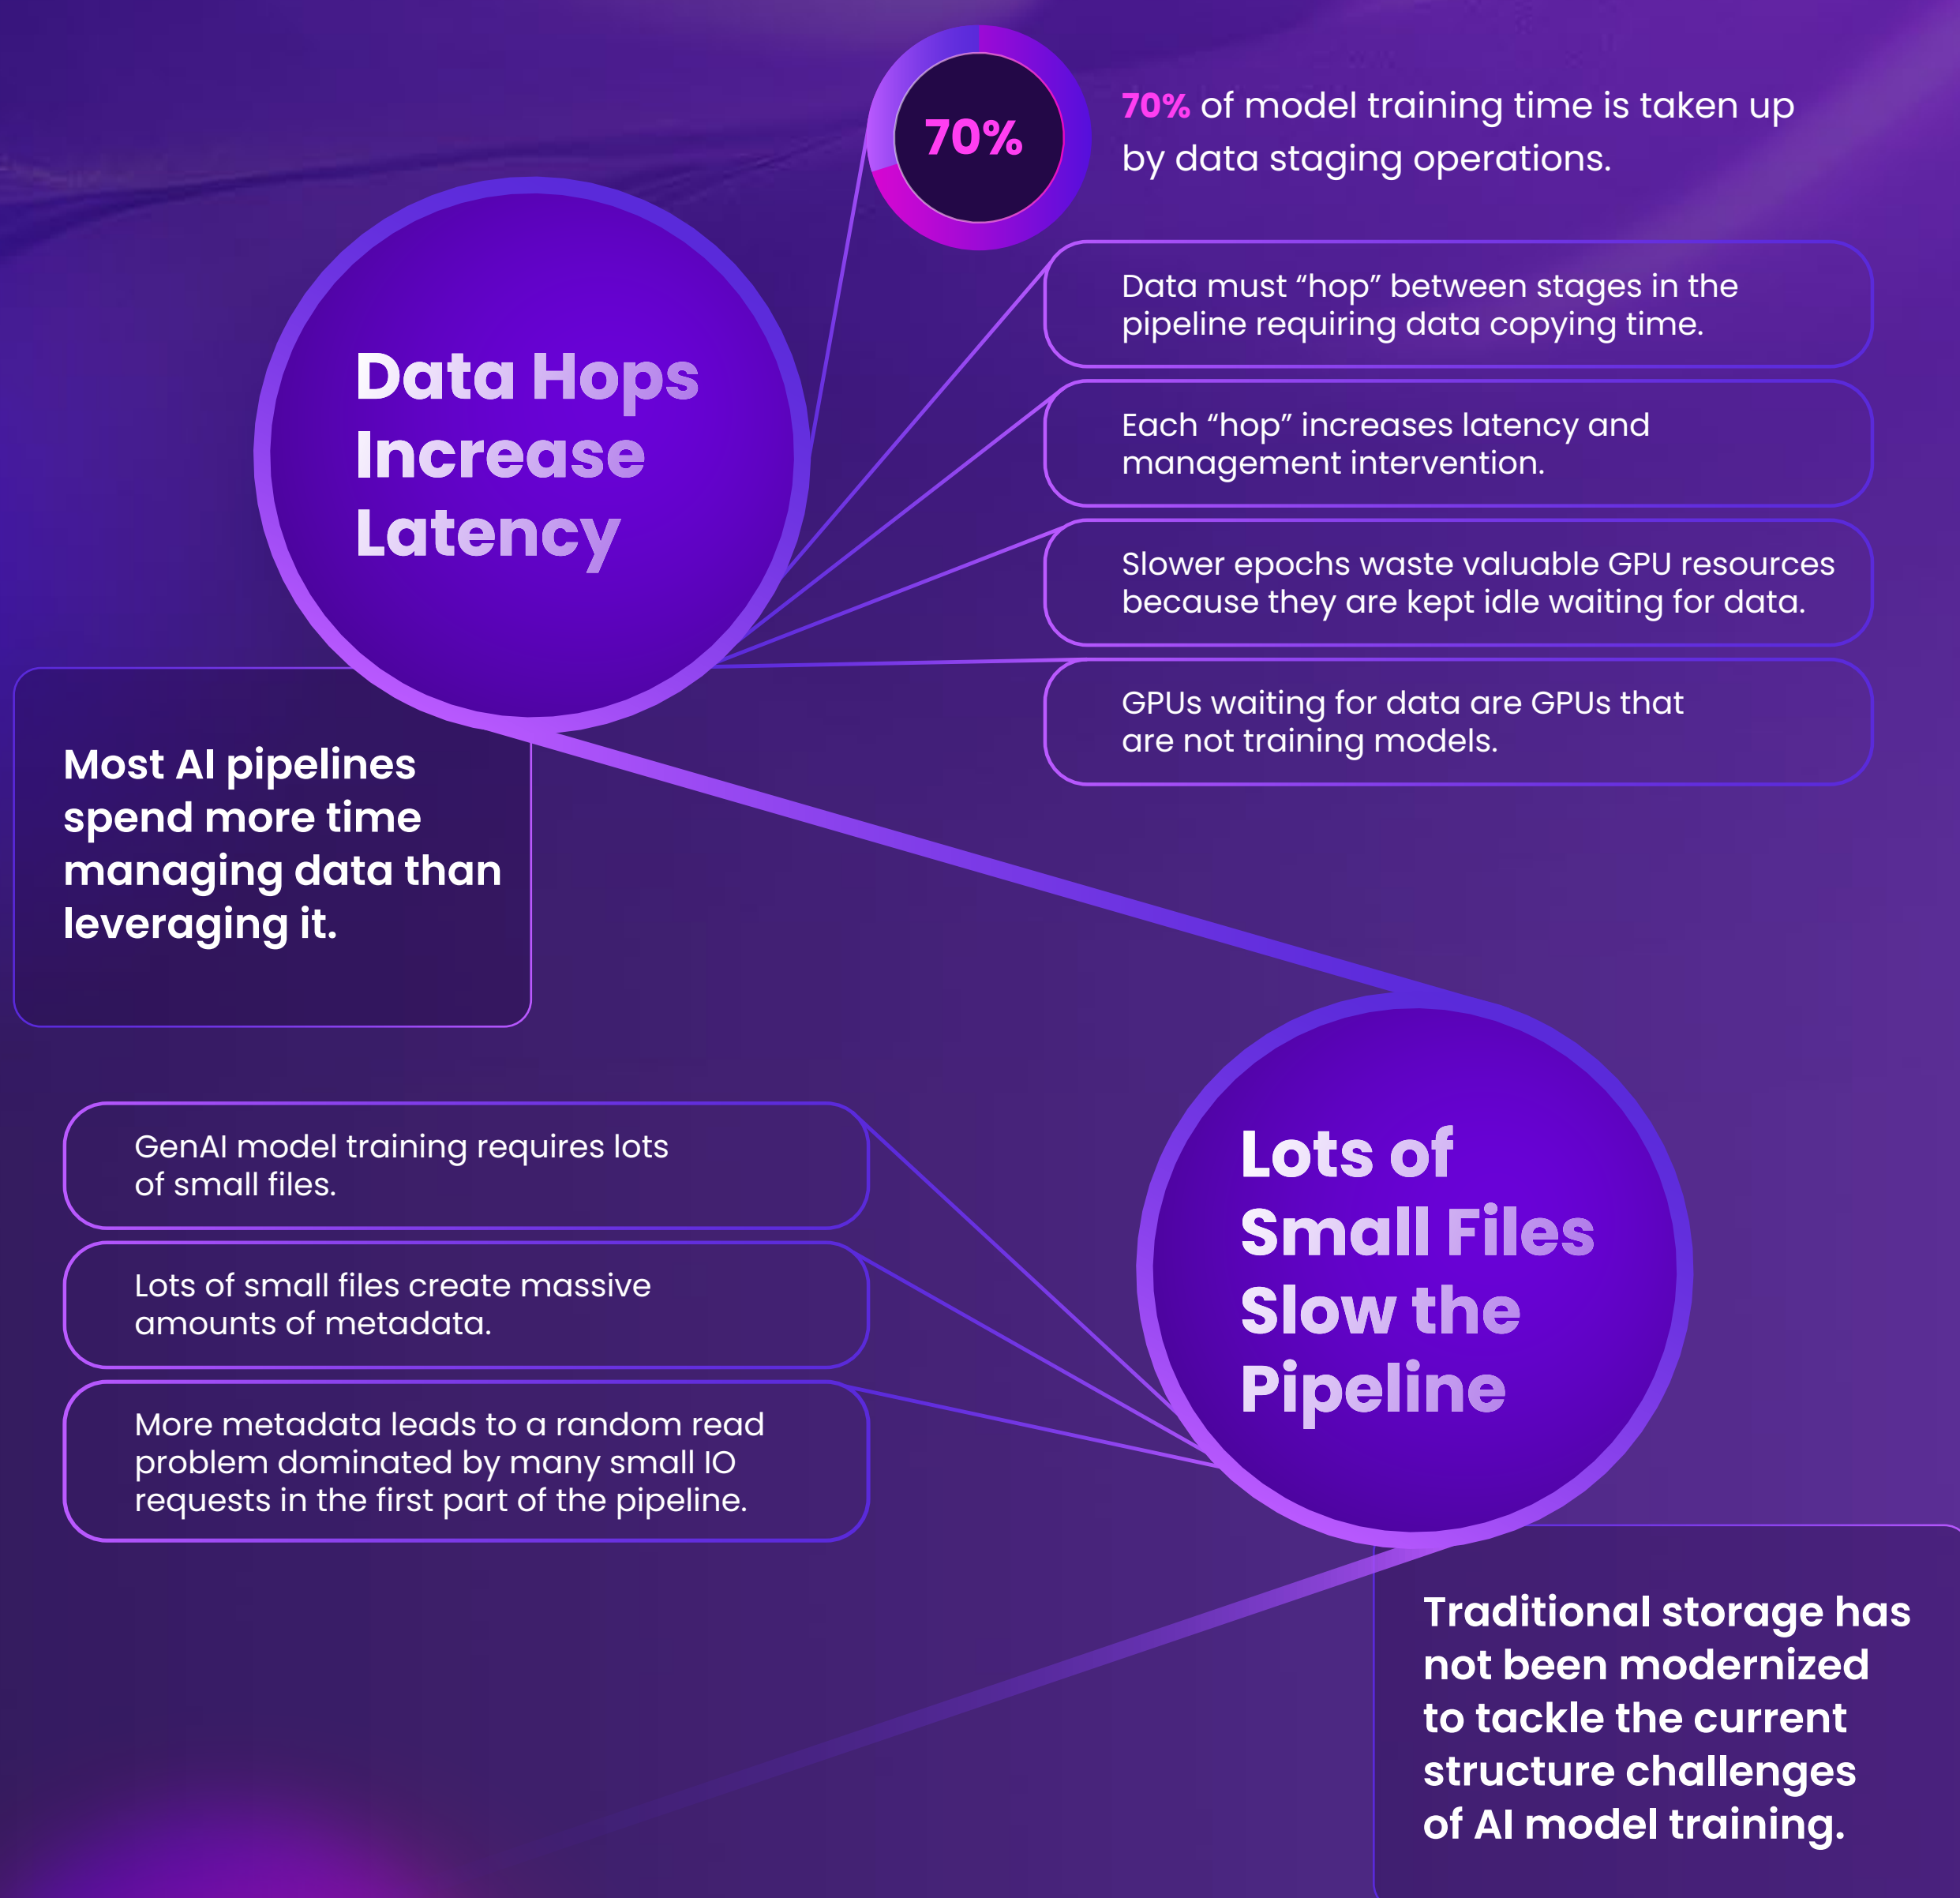 70%
70% of model training time is taken up
by data staging operations.
Data Hops
Increase
Latency
Data must “hop” between stages in the
pipeline requiring data copying time.
Each “hop” increases latency and
management intervention.
Slower epochs waste valuable GPU resources
because they are kept idle waiting for data.
GPUs waiting for data are GPUs that
are not training models.
Most AI pipelines
spend more time
managing data than
leveraging it.
Lots of
Small Files
Slow the
Pipeline
GenAI model training requires lots
of small files.
Lots of small files create massive
amounts of metadata.
More metadata leads to a random read
problem dominated by many small IO
requests in the first part of the pipeline.
Traditional storage has
not been modernized
to tackle the current
structure challenges
of AI model training.